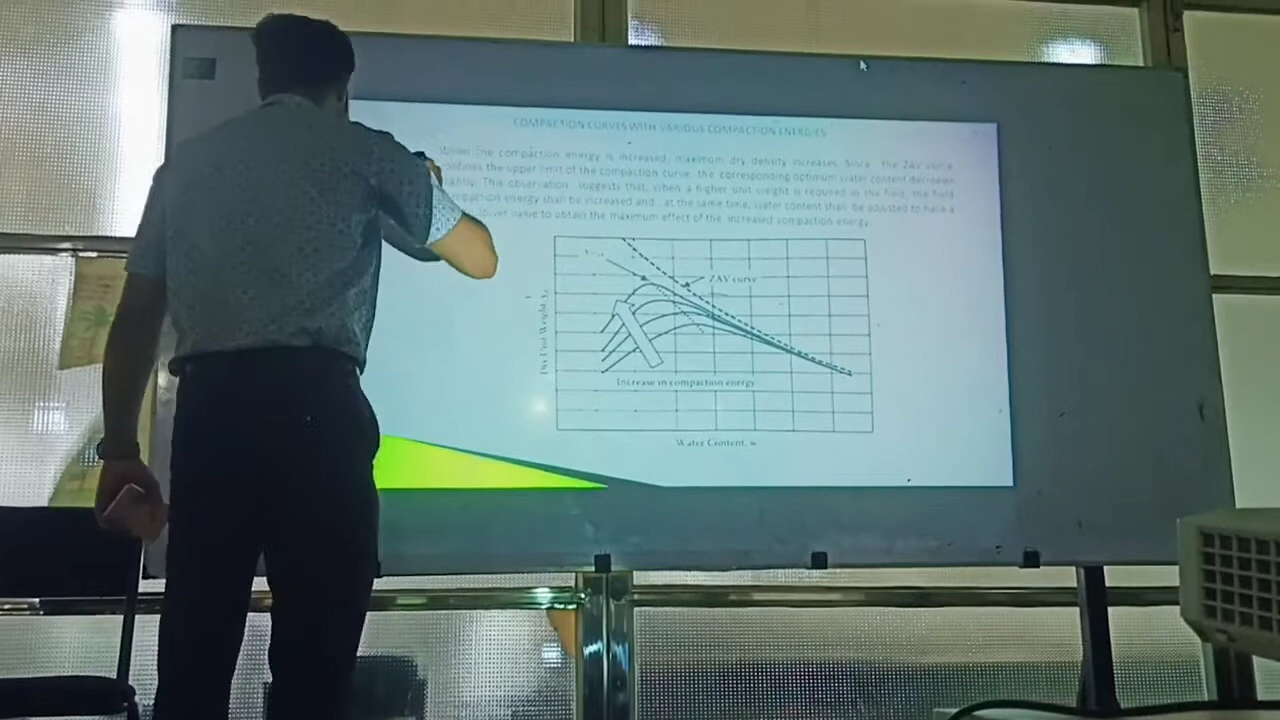 COMPACTION CURVES WITH VARIOUS COMPACTION ENERGIES
When the compaction energy is increased, maximum dry density increases. Since the ZAV curve
confines the upper limit of the compaction curve, the corresponding optimum water content decreases
slightly. This observation suggests that, when a higher unit weight is required in the field, the field
compaction energy shall be increased and, at the same time, water content shall be adjusted to have a
lower value to obtain the maximum effect of the increased compaction energy.
ZAV curve
Dry Unit Weight,
Increase in compaction energy
Water Content, w